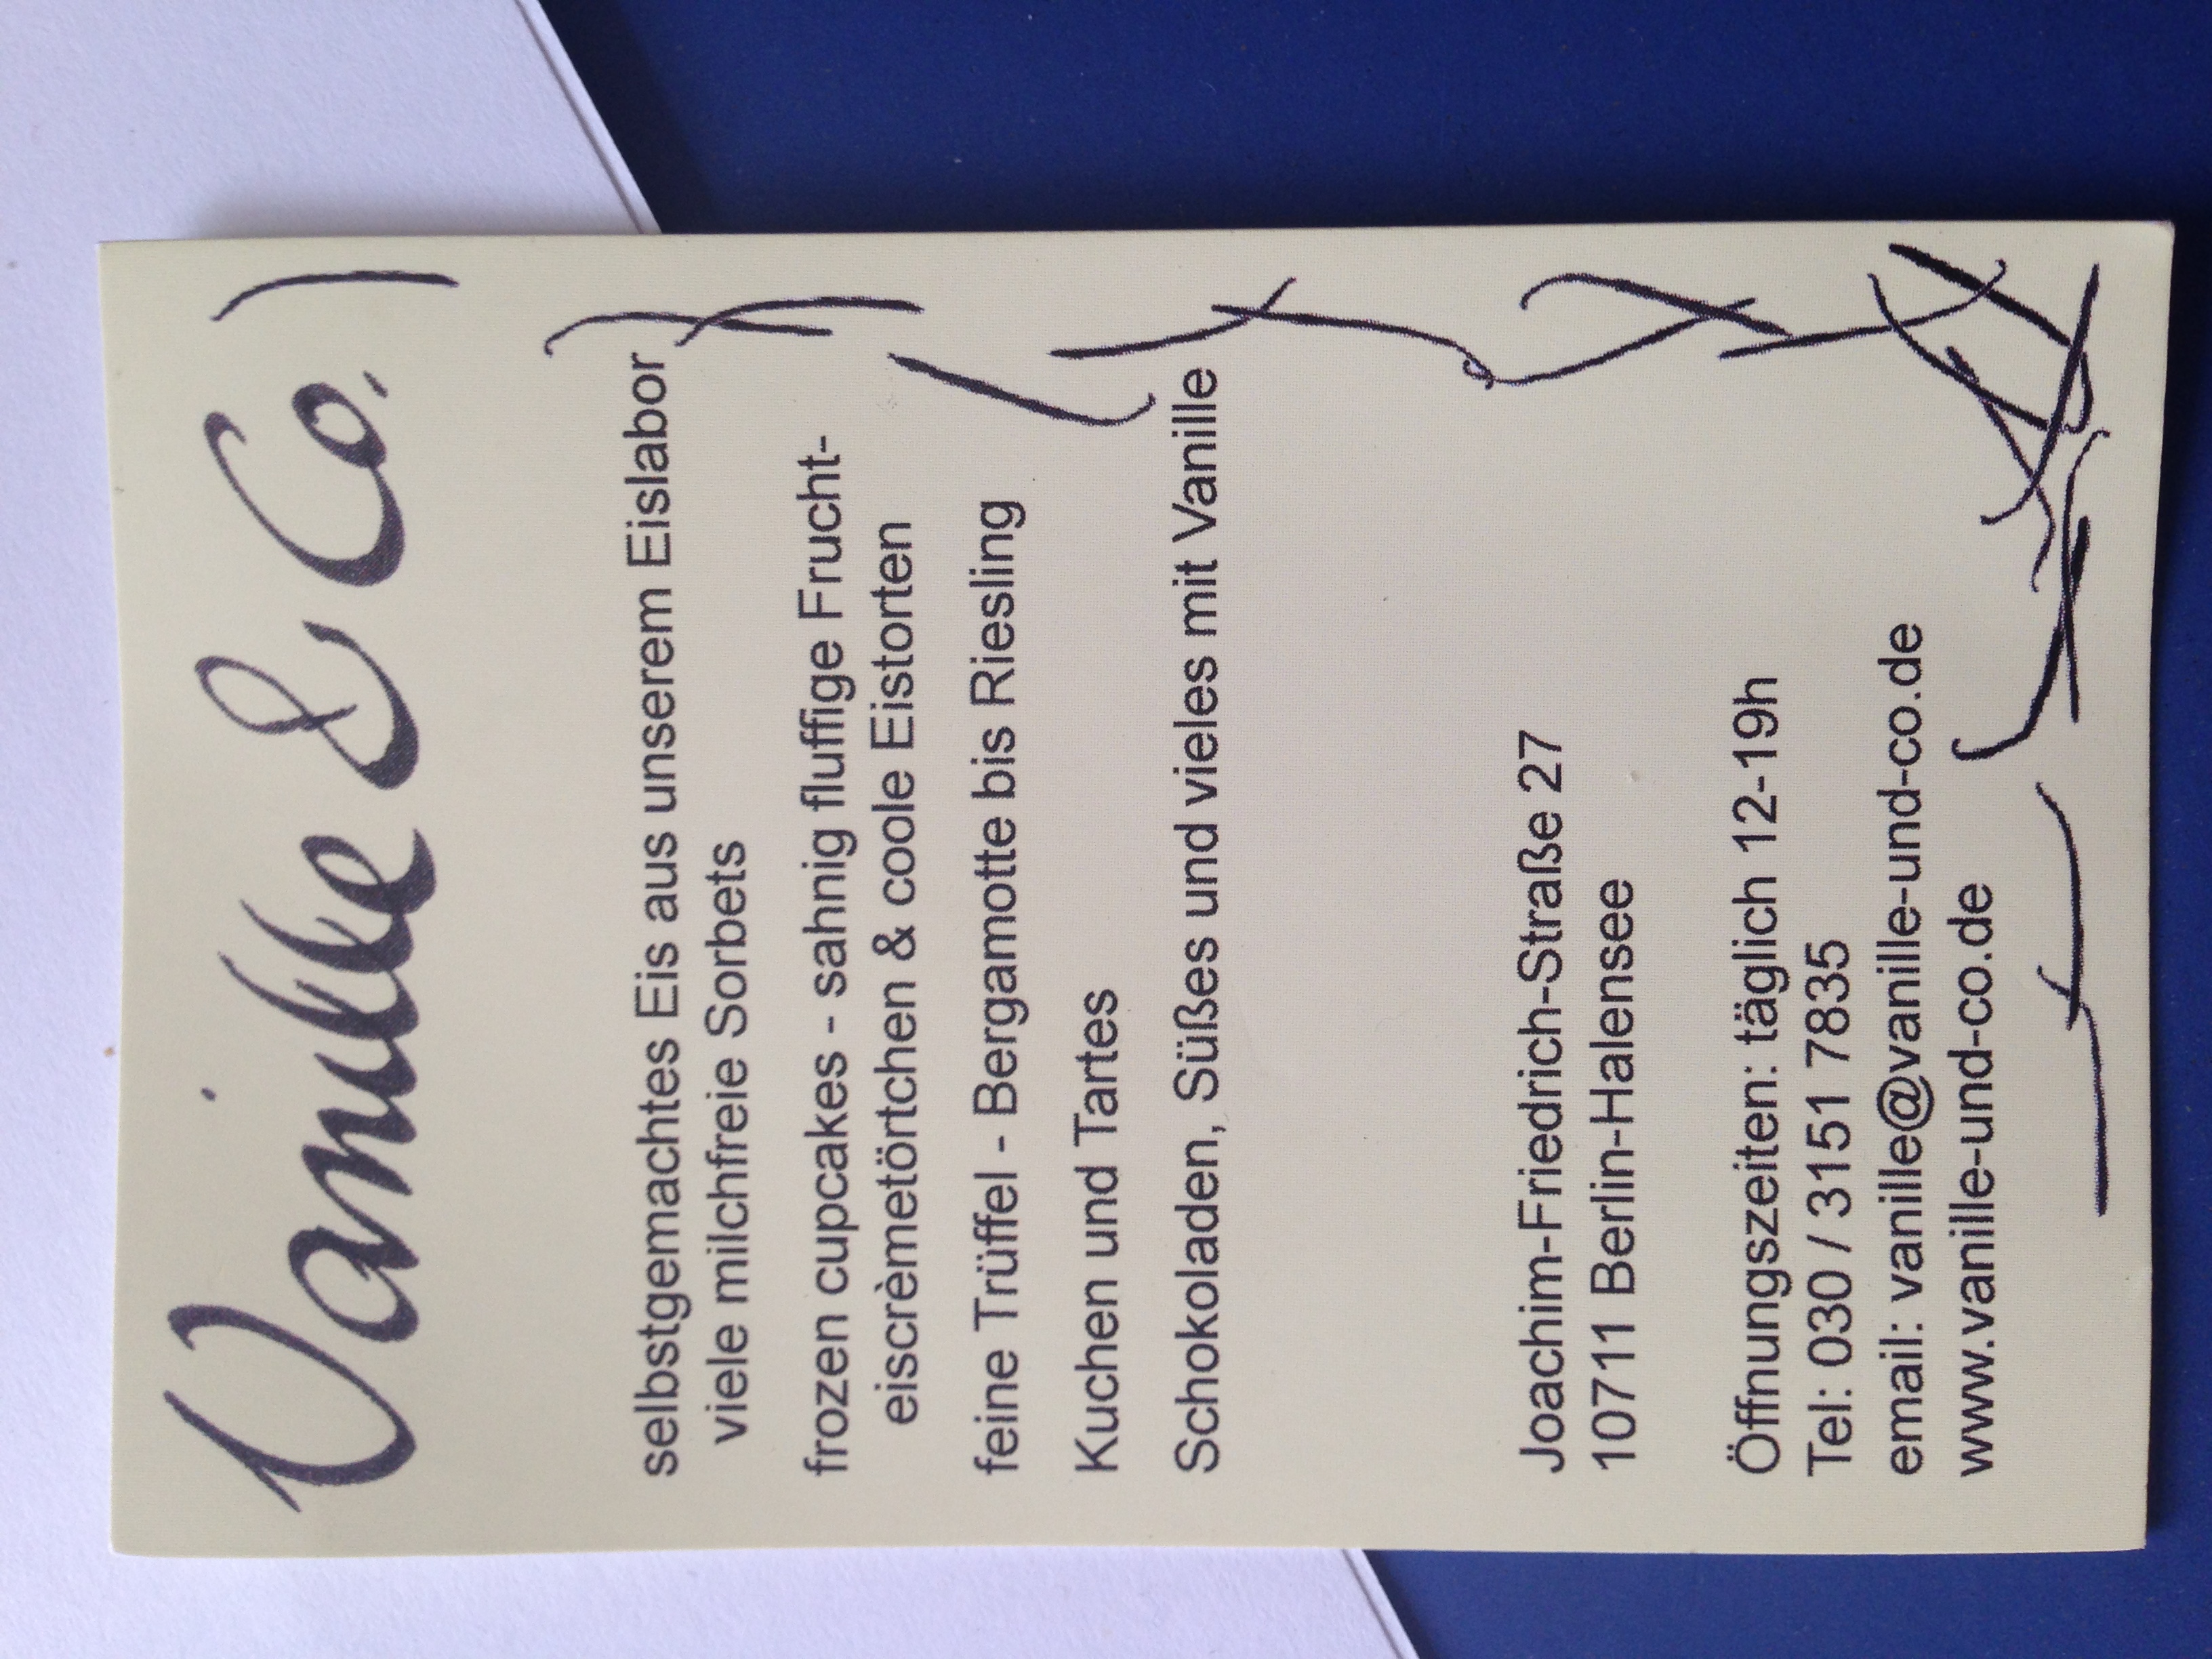 Vanille & Co.
selbstgemachtes Eis aus unserem Eislabor
viele milchfreie Sorbets
frozen cupcakes - sahnig fluffige Frucht-
eiscrèmetörtchen & coole Eistorten
feine Trüffel - Bergamotte bis Riesling
Kuchen und Tartes
Schokoladen, Süßes und vieles mit Vanille
Joachim-Friedrich-Straße 27
10711 Berlin-Halensee
Öffnungszeiten: täglich 12-19h
Tel: 030 / 3151 7835
email: vanille@vanille-und-co.de
www.vanille-und-co.de